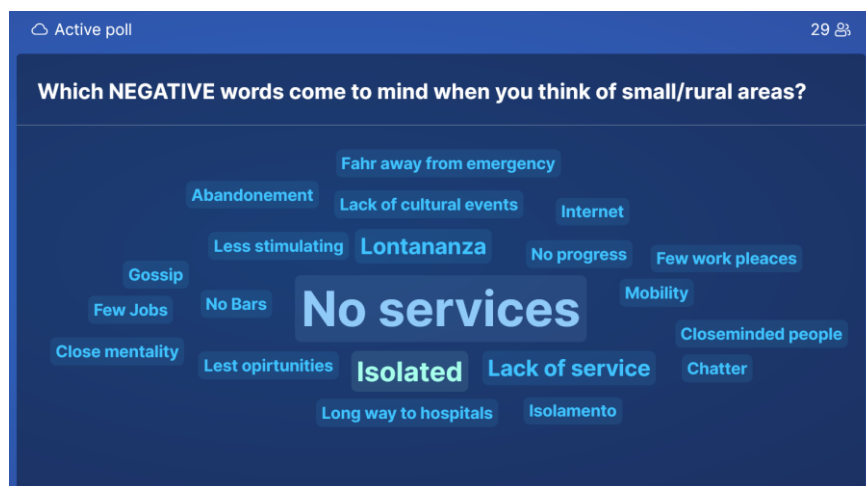 Active poll
29
Which NEGATIVE words come to mind when you think of small/rural areas?
Fahr away from emergency
Abandonement
Lack of cultural events
Internet
Less stimulating
Lontananza
No progress
Few work pleaces
Gossip
No services
Mobility
Few Jobs
No Bars
Closeminded people
Close mentality
Lest opirtunities
Isolated
Lack of service
Chatter
Long way to hospitals
Isolamento